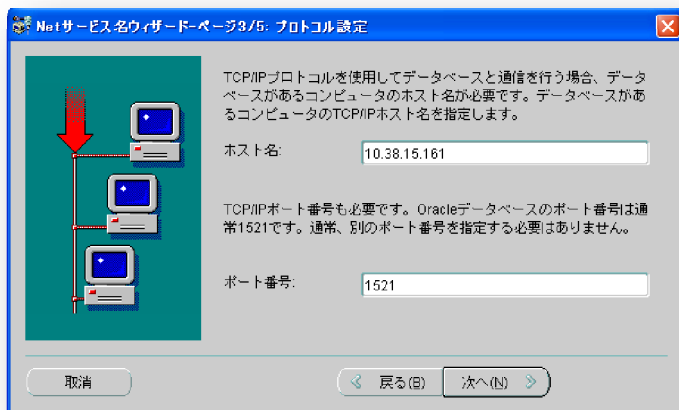 Netサービス名ウィザード-ページ3/5: プロトコル設定
TCP/IPプロトコルを使用してデータベースと通信を行う場合、データ
ベースがあるコンピュータのホスト名が必要です。データベースがあ
るコンピュータのTCP/IPホスト名を指定します。
ホスト名:
10.38.15.161
TCP/IPポート番号も必要です。Oracleデータベースのポート番号は通
常1521です。通常、別のポート番号を指定する必要はありません。
ポート番号:
1521
取消
戻る(B)
次へ(N)